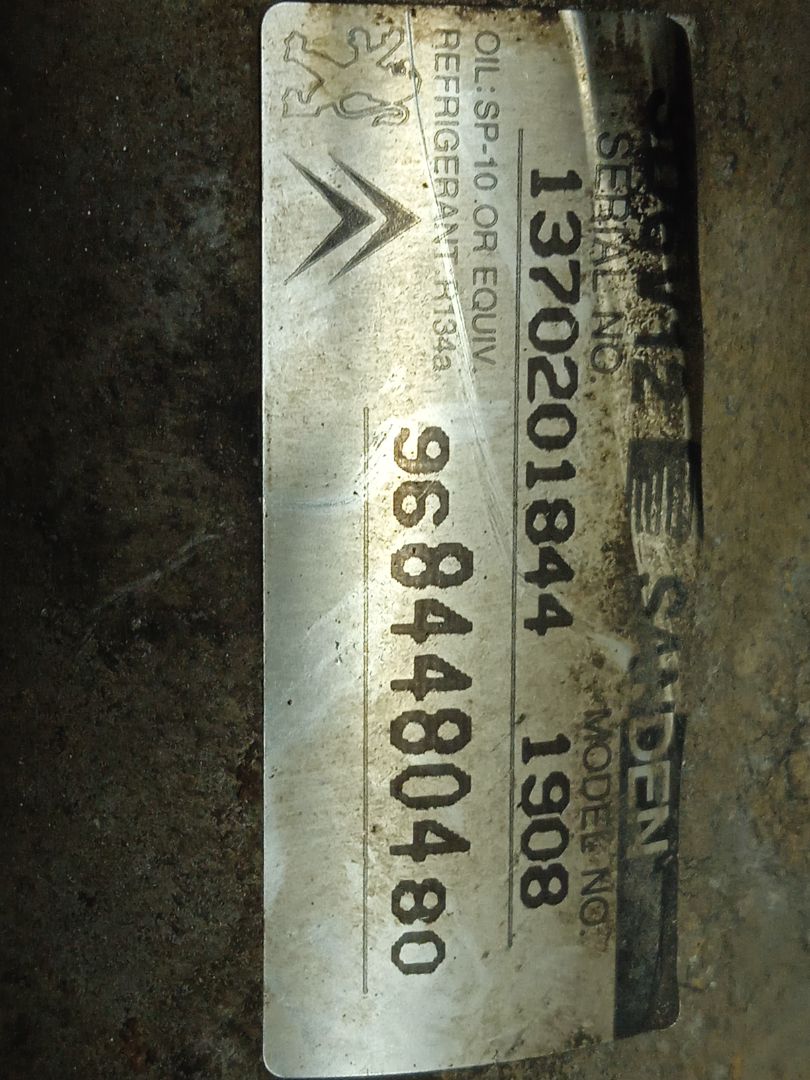 SANDEN
SERIAL NO. MODEL NO.
1370201844 1908
OIL: SP-10 OR EQUIV.
REFRIGERANT R134a
9684480480